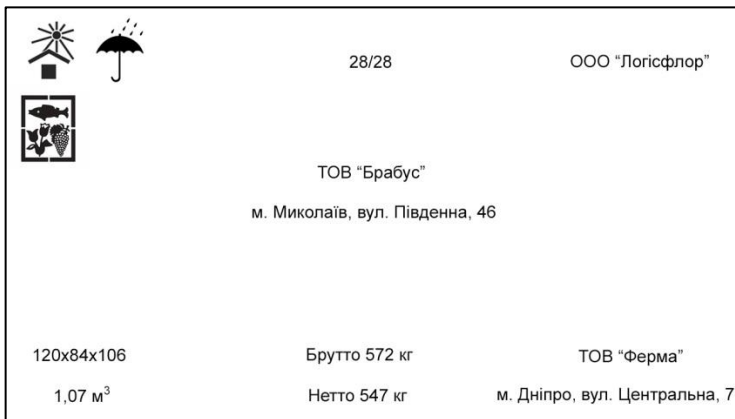 28/28
ООО “Логісфлор”
ТОВ “Брабус”
м. Миколаїв, вул. Південна, 46
120х84х106
Брутто 572 кг
ТОВ “Ферма”
1,07 м³
Нетто 547 кг
м. Дніпро, вул. Центральна, 7